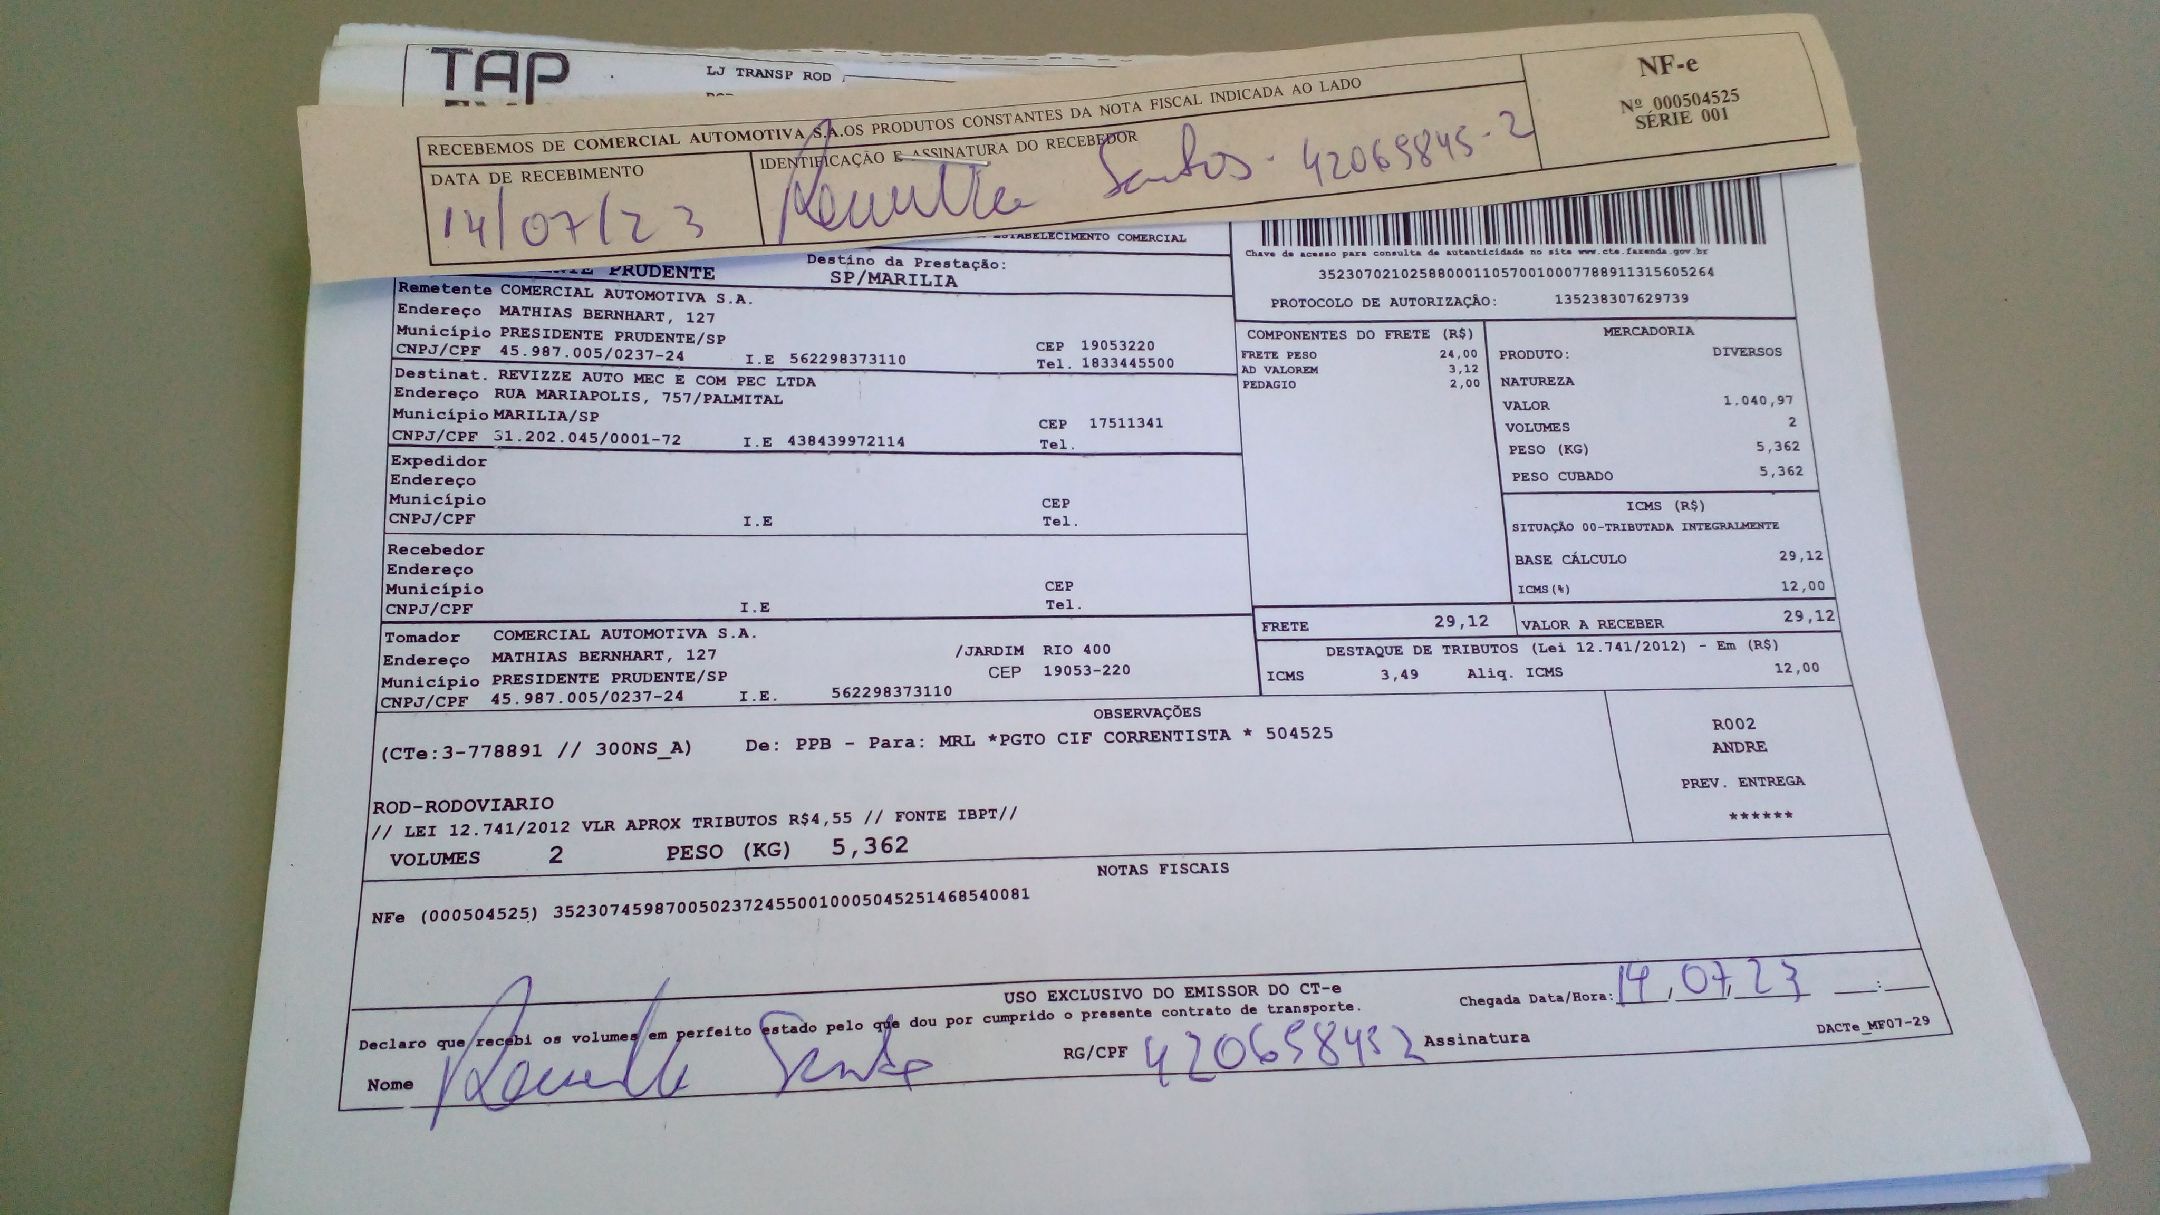 TAP
LJ TRANSP ROD
RECEBEMOS DE COMERCIAL AUTOMOTIVA S.A.OS PRODUTOS CONSTANTES DA NOTA FISCAL INDICADA AO LADO
DATA DE RECEBIMENTO
14/07/23
IDENTIFICAÇÃO E ASSINATURA DO RECEBEDOR
Santos - 42065845-2
NF-e
Nº 000504525
SÉRIE 001
ESTABELECIMENTO COMERCIAL
PRUDENTE
Destino da Prestação:
SP/MARILIA
Chave de acesso para consulta de autenticidade no site www.cte.fazenda.gov.br
35230702102588000110570010007788911315605264
PROTOCOLO DE AUTORIZAÇÃO: 135238307629739
Remetente COMERCIAL AUTOMOTIVA S.A.
Endereço MATHIAS BERNHART, 127
Município PRESIDENTE PRUDENTE/SP CEP 19053220
CNPJ/CPF 45.987.005/0237-24 I.E 562298373110 Tel. 1833445500
Destinat. REVIZZE AUTO MEC E COM PEC LTDA
Endereço RUA MARIAPOLIS, 757/PALMITAL
Município MARILIA/SP CEP 17511341
CNPJ/CPF 31.202.045/0001-72 I.E 438439972114 Tel.
Expedidor
Endereço
Município CEP
CNPJ/CPF I.E Tel.
Recebedor
Endereço
Município CEP
CNPJ/CPF I.E Tel.
Tomador COMERCIAL AUTOMOTIVA S.A.
Endereço MATHIAS BERNHART, 127 /JARDIM RIO 400
Município PRESIDENTE PRUDENTE/SP CEP 19053-220
CNPJ/CPF 45.987.005/0237-24 I.E. 562298373110
COMPONENTES DO FRETE (R$)
FRETE PESO 24,00
AD VALOREM 3,12
PEDAGIO 2,00
MERCADORIA
PRODUTO: DIVERSOS
NATUREZA
VALOR 1.040,97
VOLUMES 2
PESO (KG) 5,362
PESO CUBADO 5,362
ICMS (R$)
SITUAÇÃO 00-TRIBUTADA INTEGRALMENTE
BASE CÁLCULO 29,12
ICMS(%) 12,00
FRETE 29,12 VALOR A RECEBER 29,12
DESTAQUE DE TRIBUTOS (Lei 12.741/2012) - Em (R$)
ICMS 3,49 Aliq. ICMS 12,00
OBSERVAÇÕES
(CTe:3-778891 // 300NS_A) De: PPB - Para: MRL *PGTO CIF CORRENTISTA * 504525
ROD-RODOVIARIO
// LEI 12.741/2012 VLR APROX TRIBUTOS R$4,55 // FONTE IBPT//
VOLUMES 2 PESO (KG) 5,362
R002
ANDRE
PREV. ENTREGA
******
NOTAS FISCAIS
NFe (000504525) 35230745987005023724550010005045251468540081
USO EXCLUSIVO DO EMISSOR DO CT-e
Chegada Data/Hora: 14,07,23 :
Declaro que recebi os volumes em perfeito estado pelo que dou por cumprido o presente contrato de transporte.
Nome RG/CPF 420658452 Assinatura
DACTe_MF07-29